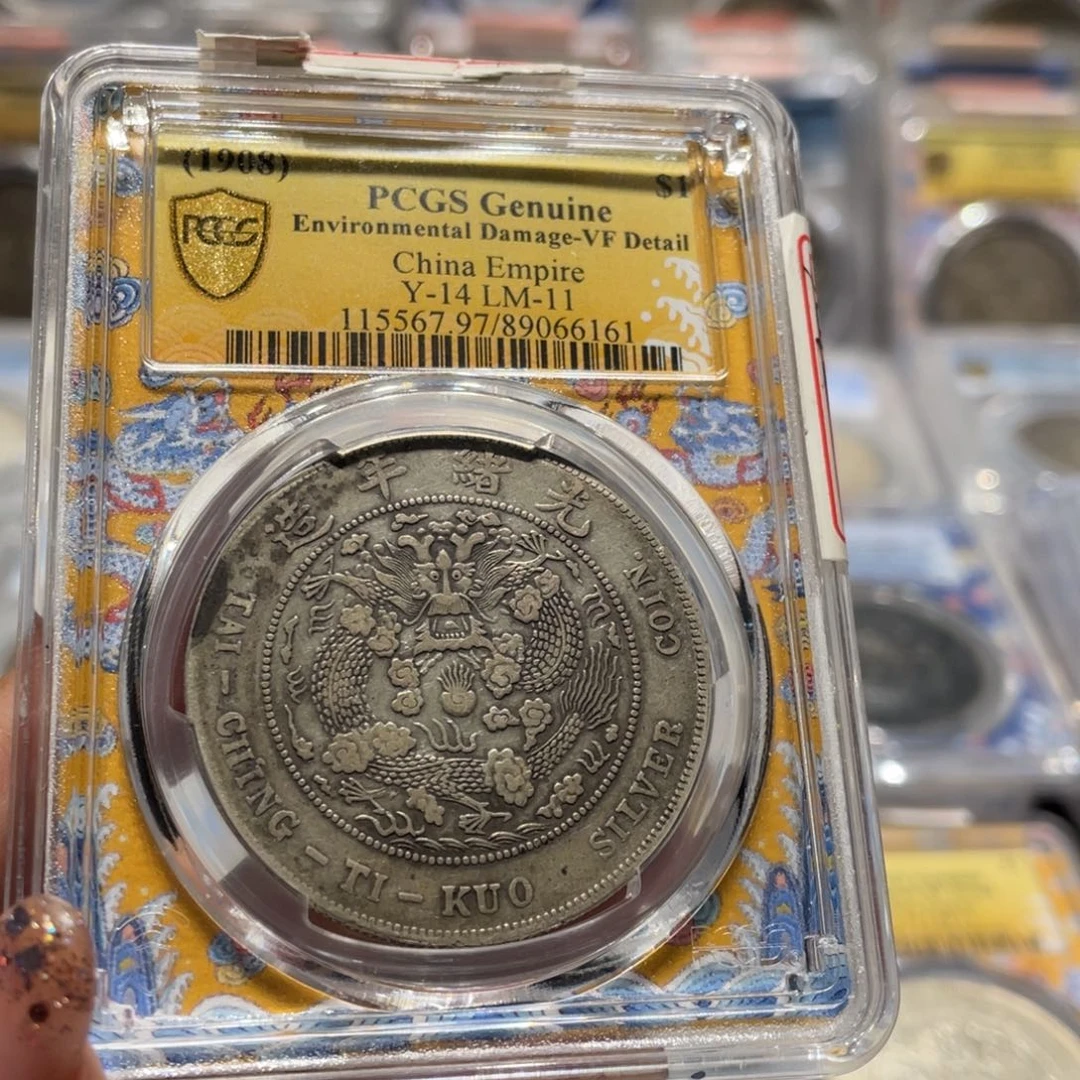 (1908)
$1
PCGS
PCGS Genuine
Environmental Damage-VF Detail
China Empire
Y-14 LM-11
115567.97/89066161
造年緒光
TAI-CHING-TI-KUO SILVER COIN.